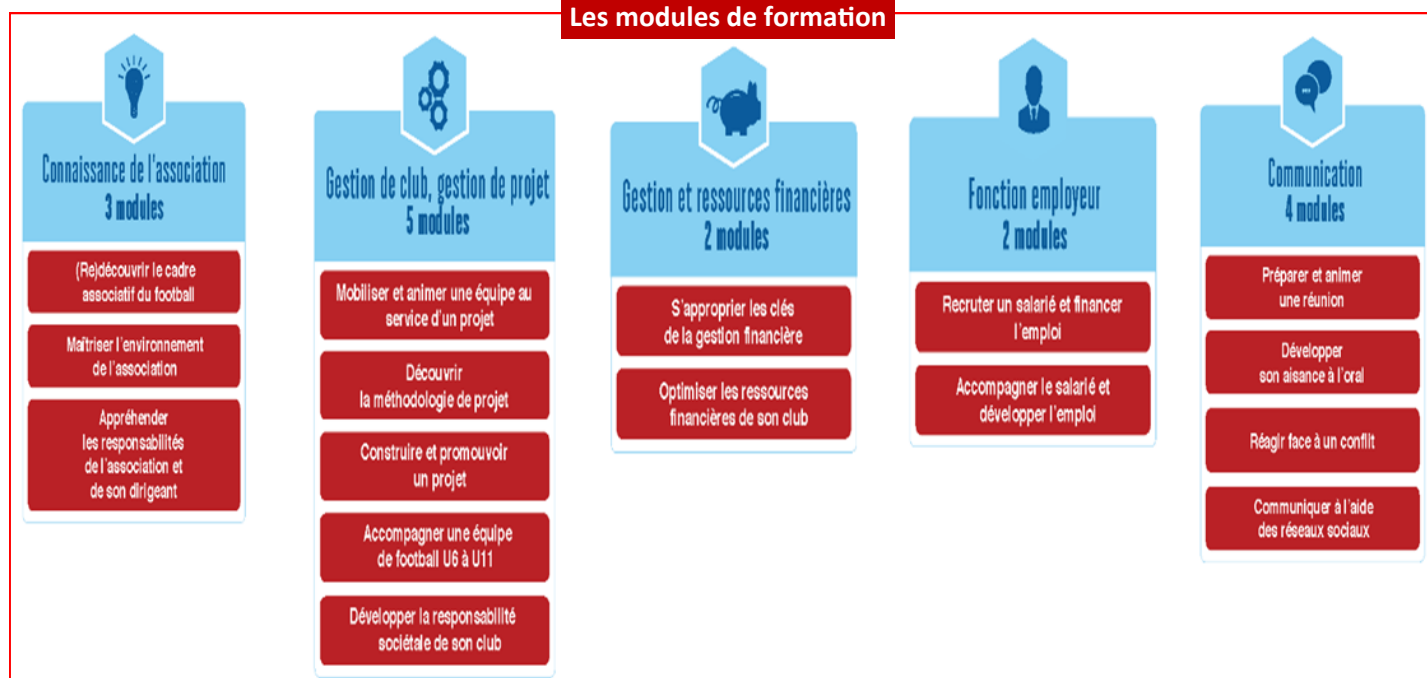 Les modules de formation
Connaissance de l'association
3 modules
(Re)découvrir le cadre
associatif du football
Maîtriser l'environnement
de l'association
Appréhender
les responsabilités
de l'association et
de son dirigeant
Gestion de club, gestion de projet
5 modules
Mobiliser et animer une équipe au
service d'un projet
Découvrir
la méthodologie de projet
Construire et promouvoir
un projet
Accompagner une équipe
de football U6 à U11
Développer la responsabilité
sociétale de son club
Gestion et ressources financières
2 modules
S'approprier les clés
de la gestion financière
Optimiser les ressources
financières de son club
Fonction employeur
2 modules
Recruter un salarié et financer
l'emploi
Accompagner le salarié et
développer l'emploi
Communication
4 modules
Préparer et animer
une réunion
Développer
son aisance à l'oral
Réagir face à un conflit
Communiquer à l'aide
des réseaux sociaux